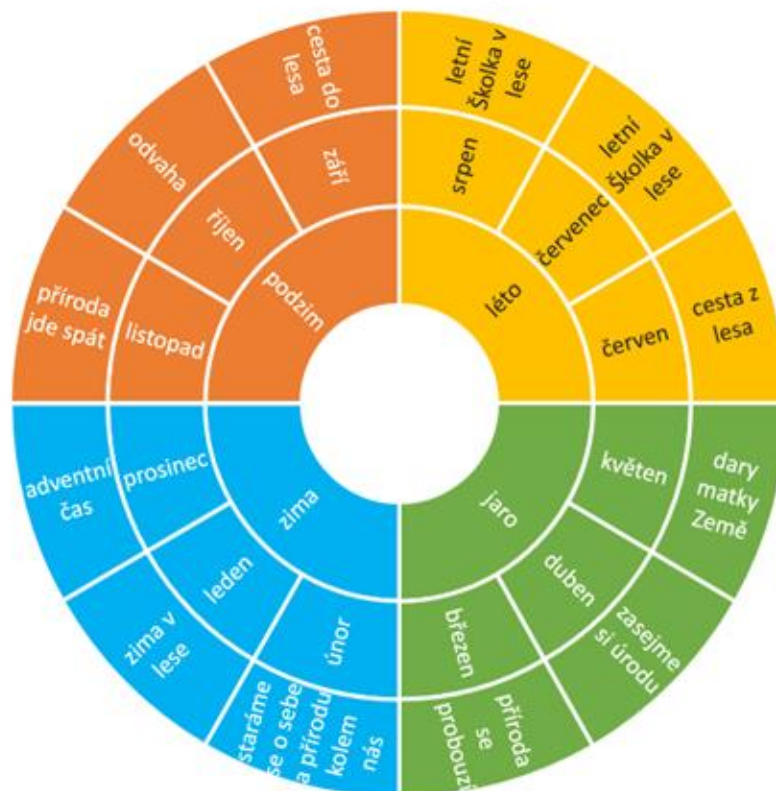 cesta do
lesa
září
odvaha
říjen
příroda
jde spát
listopad
podzim
letní
Školka v
lese
srpen
letní
Školka v
lese
červenec
cesta z
lesa
červen
léto
adventní
čas
prosinec
zima v
lese
leden
staráme
se o sebe
a přírodu
kolem
nás
únor
zima
dary
matky
Země
květen
zasejme
si úrodu
duben
příroda
se
probouzí
březen
jaro